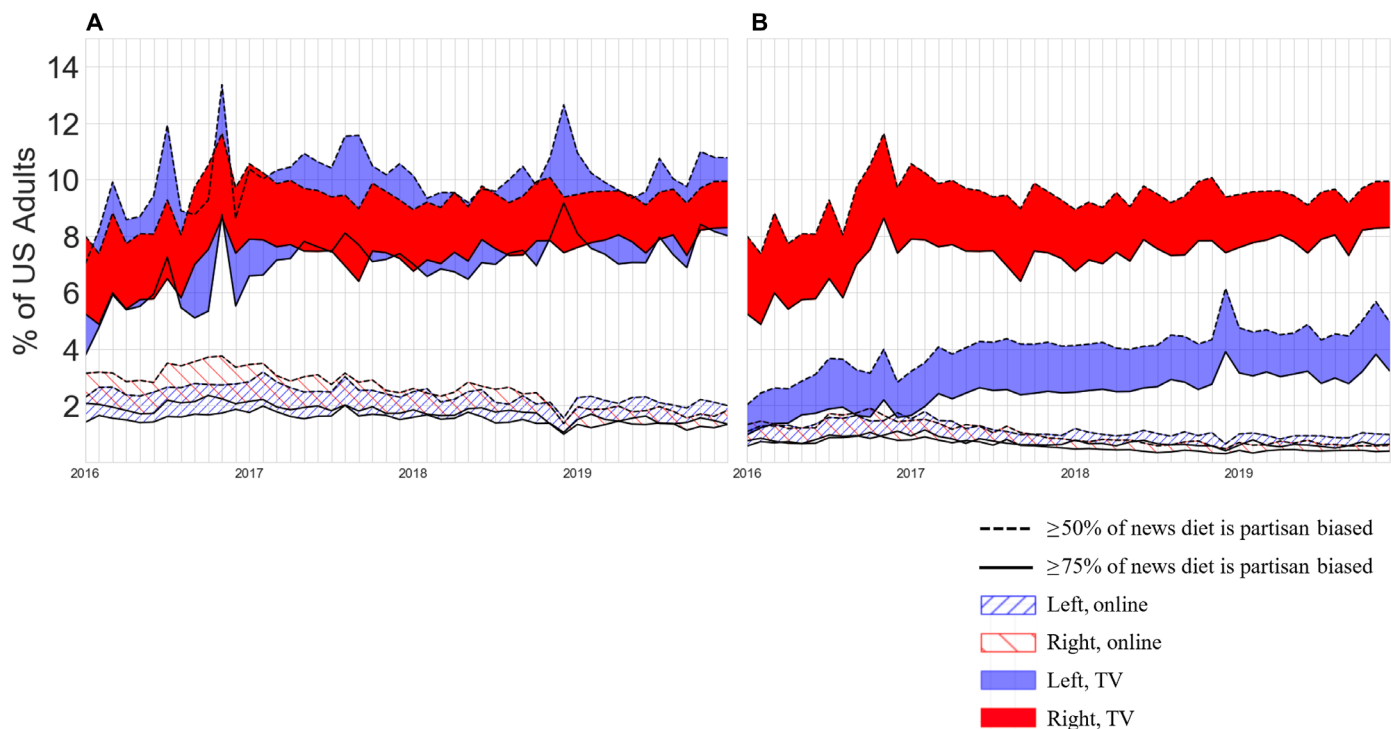 A
B
14
12
10
8
6
4
2
% of US Adults
2016
2017
2018
2019
2016
2017
2018
2019
≥50% of news diet is partisan biased
≥75% of news diet is partisan biased
Left, online
Right, online
Left, TV
Right, TV